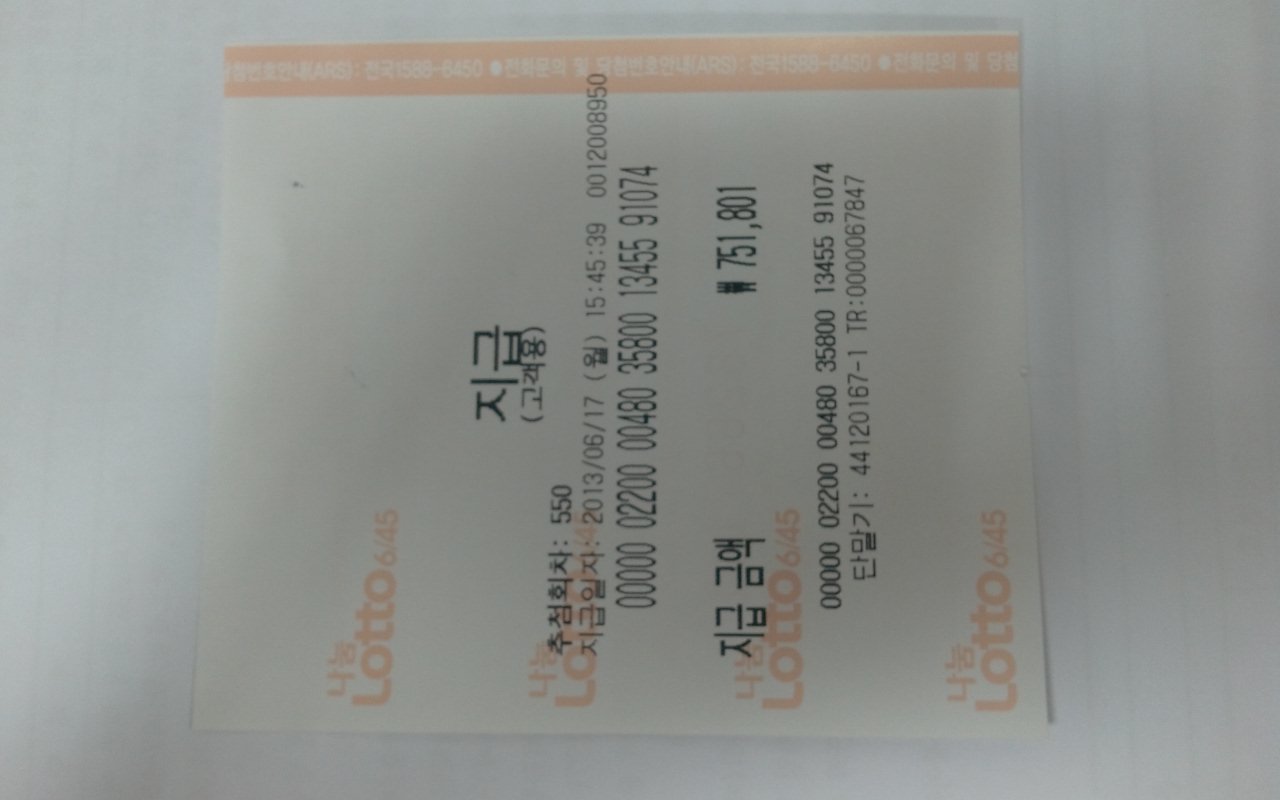 지급
(고객용)
추첨회차: 550
지급일자: 2013/06/17 (월) 15:45:39 0012008950
00000 02200 00480 35800 13455 91074
지급 금액 ₩ 751,801
00000 02200 00480 35800 13455 91074
단말기: 44120167-1 TR:0000067847
첨번호안내(ARS): 전국1588-6450 ●전화문의 및 당첨번호안내(ARS): 전국1588-6450 ●전화문의 및 당첨
나눔
Lotto 6/45
나눔
Lotto 6/45
나눔
Lotto 6/45
나눔
Lotto 6/45